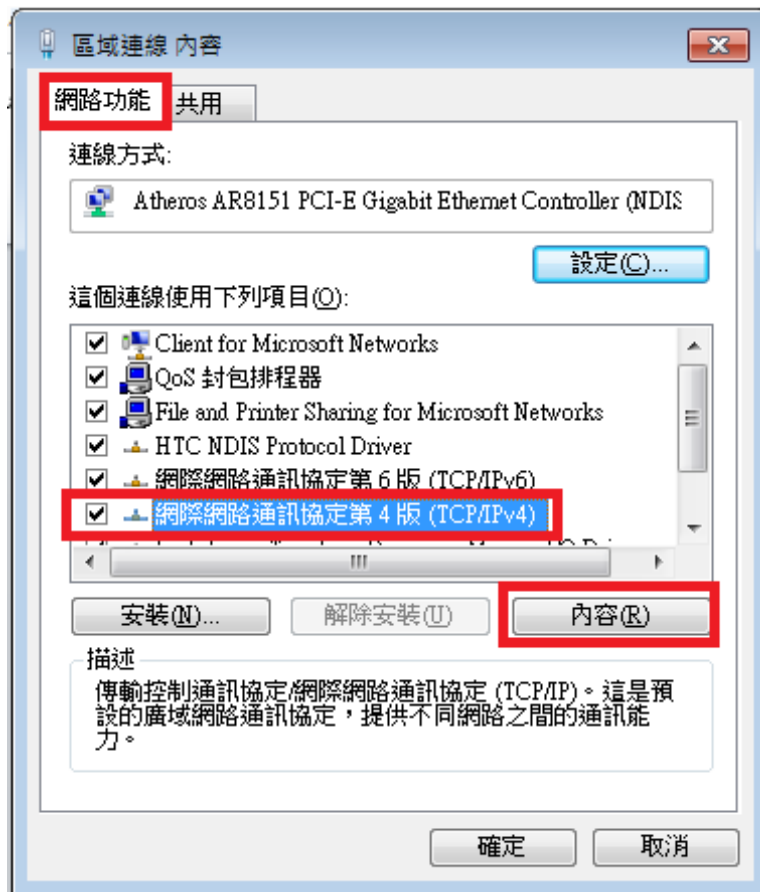 區域連線 內容
網路功能 共用
連線方式:
Atheros AR8151 PCI-E Gigabit Ethernet Controller (NDIS
設定(C)...
這個連線使用下列項目(O):
Client for Microsoft Networks
QoS 封包排程器
File and Printer Sharing for Microsoft Networks
HTC NDIS Protocol Driver
網際網路通訊協定第 6 版 (TCP/IPv6)
網際網路通訊協定第 4 版 (TCP/IPv4)
安裝(N)... 解除安裝(U) 內容(R)
描述
傳輸控制通訊協定/網際網路通訊協定 (TCP/IP)。這是預
設的廣域網路通訊協定，提供不同網路之間的通訊能
力。
確定 取消